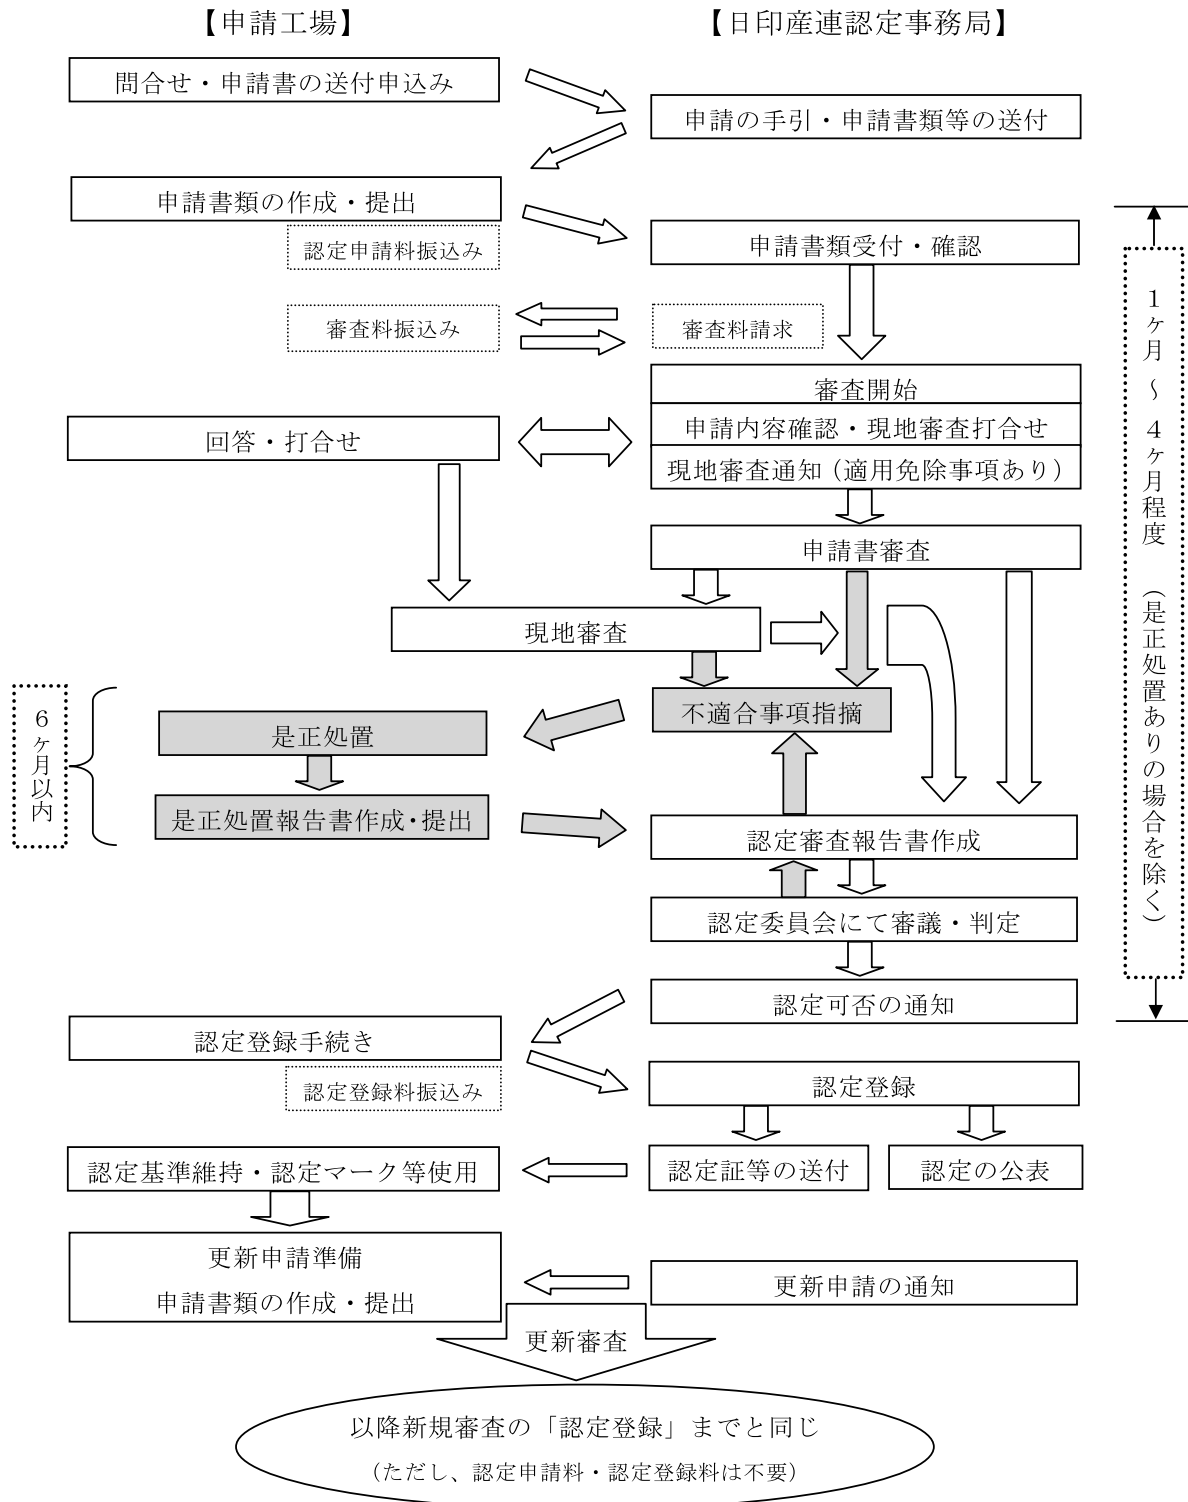 【申請工場】
【日印産連認定事務局】
問合せ・申請書の送付申込み
申請の手引・申請書類等の送付
申請書類の作成・提出
認定申請料振込み
申請書類受付・確認
審査料振込み
審査料請求
審査開始
申請内容確認・現地審査打合せ
回答・打合せ
現地審査通知（適用免除事項あり）
申請書審査
現地審査
不適合事項指摘
是正処置
是正処置報告書作成・提出
6ヶ月以内
認定審査報告書作成
認定委員会にて審議・判定
認定可否の通知
1ヶ月～4ヶ月程度　（是正処置ありの場合を除く）
認定登録手続き
認定登録料振込み
認定登録
認定証等の送付
認定の公表
認定基準維持・認定マーク等使用
更新申請準備
申請書類の作成・提出
更新申請の通知
更新審査
以降新規審査の「認定登録」までと同じ
（ただし、認定申請料・認定登録料は不要）